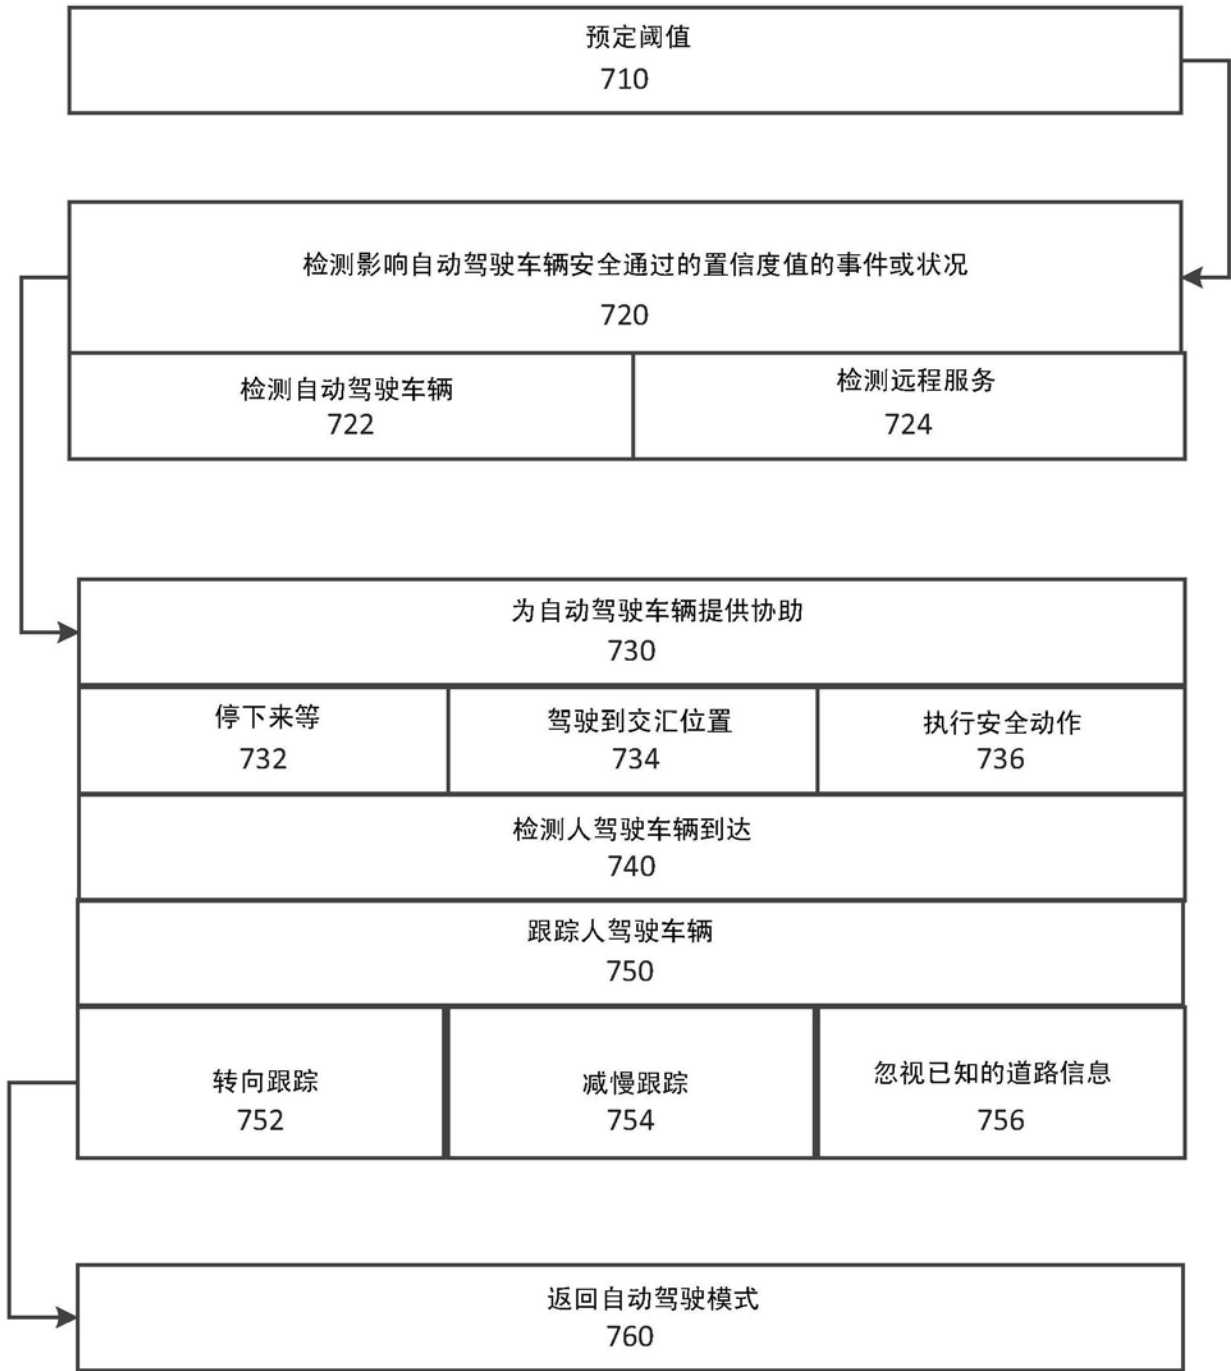 预定阈值
710
检测影响自动驾驶车辆安全通过的置信度值的事件或状况
720
检测自动驾驶车辆
722
检测远程服务
724
为自动驾驶车辆提供协助
730
停下来等
732
驾驶到交汇位置
734
执行安全动作
736
检测人驾驶车辆到达
740
跟踪人驾驶车辆
750
转向跟踪
752
减慢跟踪
754
忽视已知的道路信息
756
返回自动驾驶模式
760